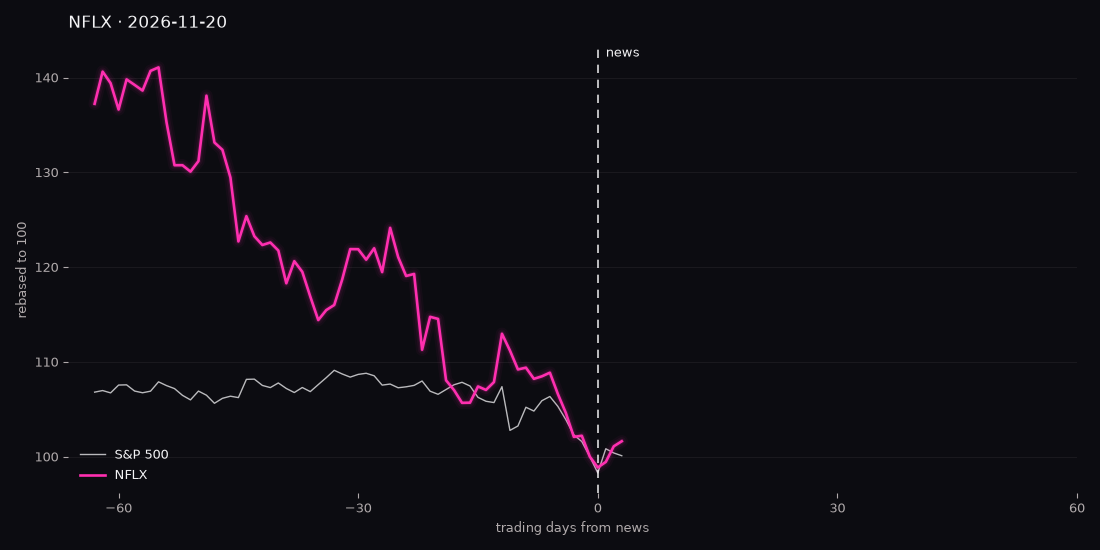 NFLX · 2026-11-20
news
140
130
120
110
100
rebased to 100
S&P 500
NFLX
−60
−30
0
30
60
trading days from news